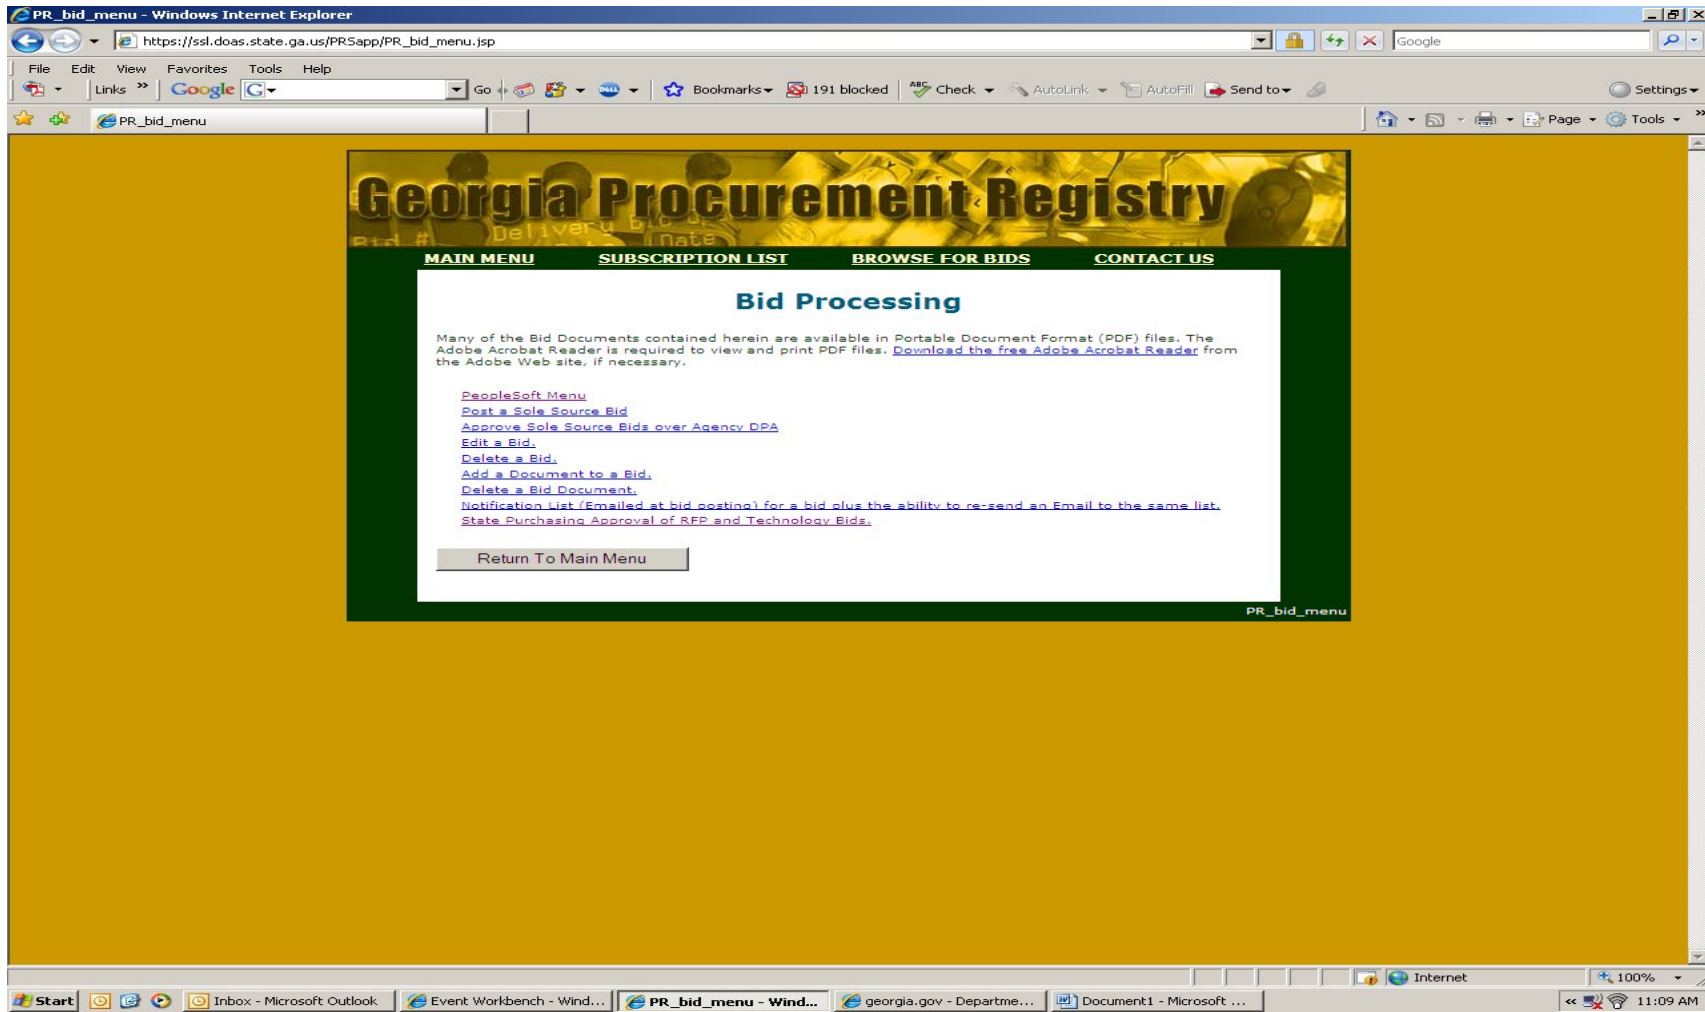 PR_bid_menu - Windows Internet Explorer
https://ssl.doas.state.ga.us/PRSapp/PR_bid_menu.jsp
Google
File Edit View Favorites Tools Help
Links » Google G Go DELL Bookmarks 191 blocked ABC Check AutoLink AutoFill Send to Settings
PR_bid_menu Page Tools »
Georgia Procurement Registry
Bid # Delivery Date
MAIN MENU SUBSCRIPTION LIST BROWSE FOR BIDS CONTACT US
Bid Processing
Many of the Bid Documents contained herein are available in Portable Document Format (PDF) files. The
Adobe Acrobat Reader is required to view and print PDF files. Download the free Adobe Acrobat Reader from
the Adobe Web site, if necessary.
PeopleSoft Menu
Post a Sole Source Bid
Approve Sole Source Bids over Agency DPA
Edit a Bid.
Delete a Bid.
Add a Document to a Bid.
Delete a Bid Document.
Notification List (Emailed at bid posting) for a bid plus the ability to re-send an Email to the same list.
State Purchasing Approval of RFP and Technology Bids.
Return To Main Menu
PR_bid_menu
Internet 100%
Start Inbox - Microsoft Outlook Event Workbench - Wind... PR_bid_menu - Wind... georgia.gov - Departme... Document1 - Microsoft ... « 11:09 AM